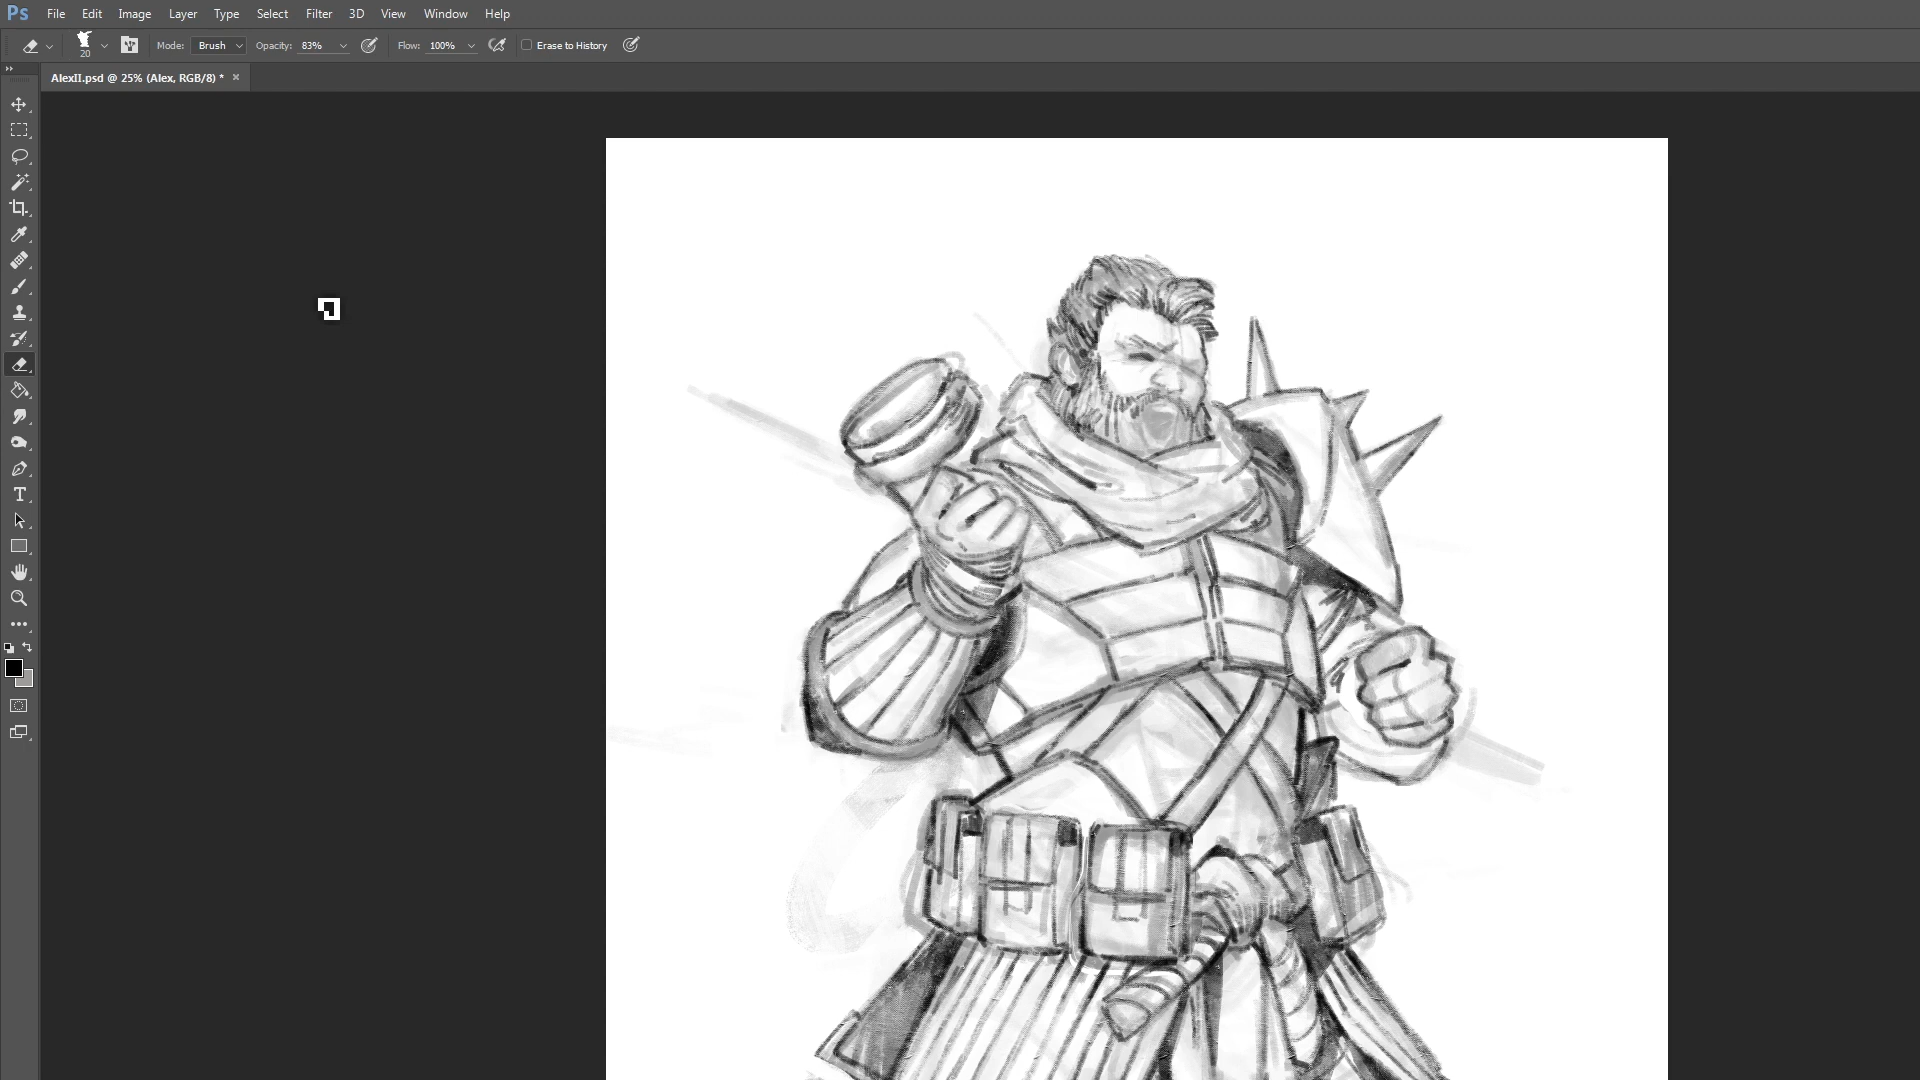 Ps File Edit Image Layer Type Select Filter 3D View Window Help
20 Mode: Brush Opacity: 83% Flow: 100% Erase to History
AlexII.psd @ 25% (Alex, RGB/8) * ×
T